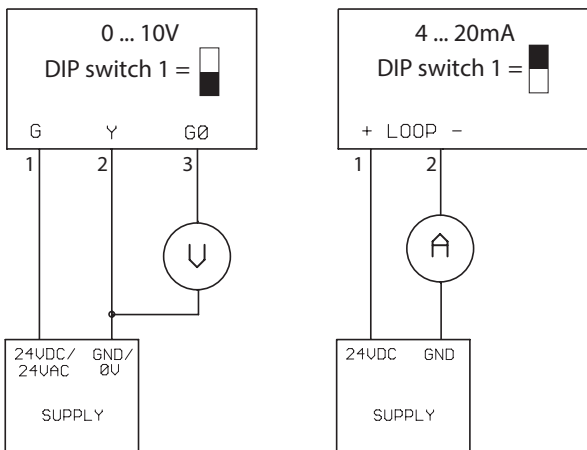 0 ... 10V
DIP switch 1 =
G Y G0
1 2 3
V
24VDC/ GND/
24VAC 0V
SUPPLY
4 ... 20mA
DIP switch 1 =
+ LOOP -
1 2
A
24VDC GND
SUPPLY